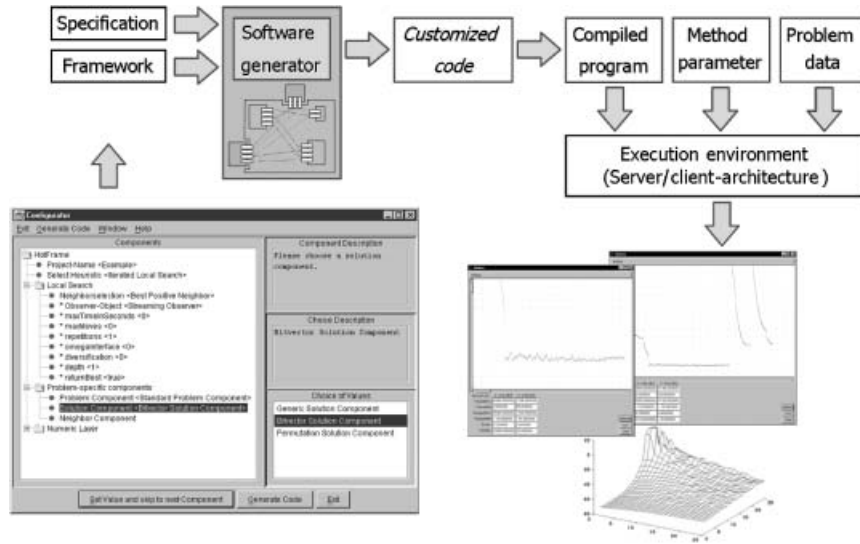 Specification
Framework
Software
generator
Customized
code
Compiled
program
Method
parameter
Problem
data
Execution environment
(Server/client-architecture)
Configurator
Exit Generate Code Window Help
Components
HotFrame
Project-Name <Example>
Select Heuristic <Iterated Local Search>
Local Search
Neighborselection <Best Positive Neighbor>
* Observer-Object <Streaming Observer>
* maxTimeInSeconds <0>
* maxMoves <0>
* repetitions <1>
* omegaInterface <0>
* diversification <0>
* depth <1>
* returnBest <true>
Problem-specific components
Problem Component <Standard Problem Component>
Solution Component <Bitvector Solution Component>
Neighbor Component
Numeric Layer
Component Description
Please choose a solution
component.
Choice Description
Bitvector Solution Component
Choice of Values
Generic Solution Component
Bitvector Solution Component
Permutation Solution Component
Set Value and skip to next Component
Generate Code
Exit